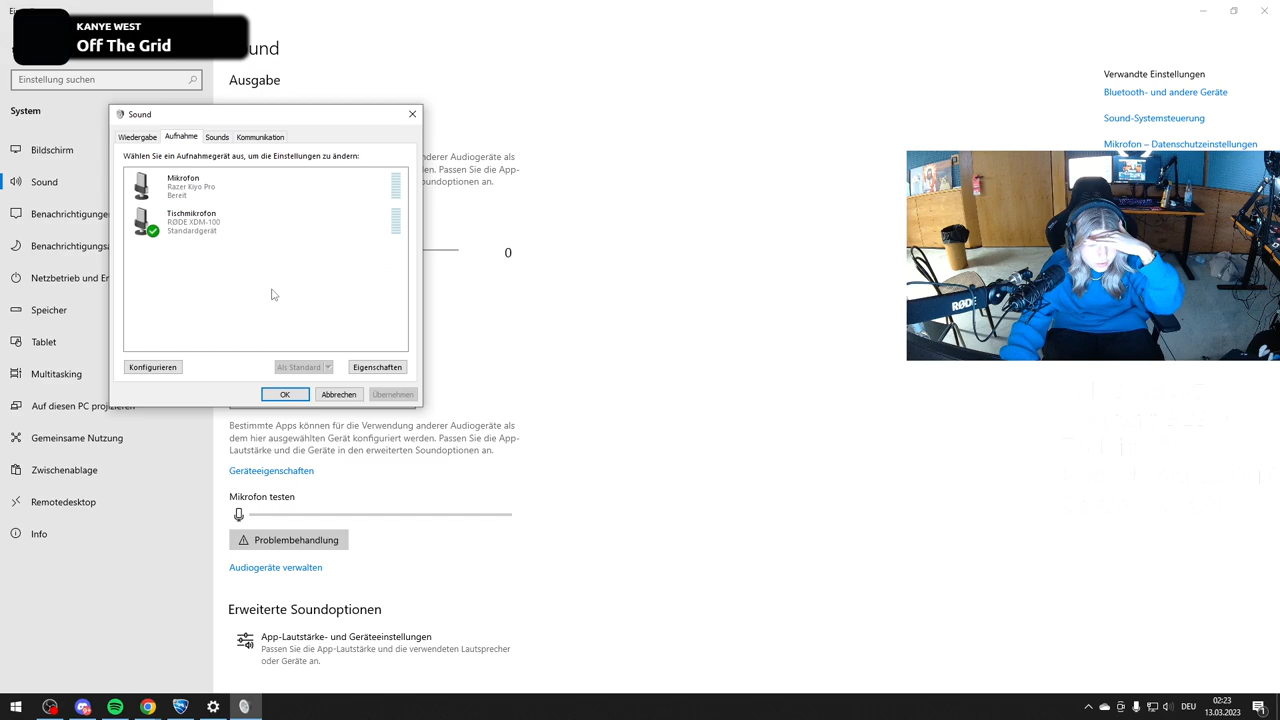 KANYE WEST
Off The Grid
Einstellung suchen
System
Bildschirm
Sound
Benachrichtigungen
Netzbetrieb und
Speicher
Tablet
Multitasking
Auf diesen PC projizieren
Gemeinsame Nutzung
Zwischenablage
Remotedesktop
Info
Sound
Wiedergabe Aufnahme Sounds Kommunikation
Wählen Sie ein Aufnahmegerät aus, um die Einstellungen zu ändern:
Mikrofon
Razer Kiyo Pro
Bereit
Tischmikrofon
RØDE XDM-100
Standardgerät
Konfigurieren Als Standard Eigenschaften
OK Abbrechen Übernehmen
Ausgabe
anderer Audiogeräte als
Passen Sie die App-
oundoptionen an.
0
Bestimmte Apps können für die Verwendung anderer Audiogeräte als
dem hier ausgewählten Gerät konfiguriert werden. Passen Sie die App-
Lautstärke und die Geräte in den erweiterten Soundoptionen an.
Geräteeigenschaften
Mikrofon testen
Problembehandlung
Audiogeräte verwalten
Erweiterte Soundoptionen
App-Lautstärke- und Geräteeinstellungen
Passen Sie die App-Lautstärke und die verwendeten Lautsprecher
oder Geräte an.
Verwandte Einstellungen
Bluetooth- und andere Geräte
Sound-Systemsteuerung
Mikrofon – Datenschutzeinstellungen
RØDE
DEU
02:23
13.03.2023
1